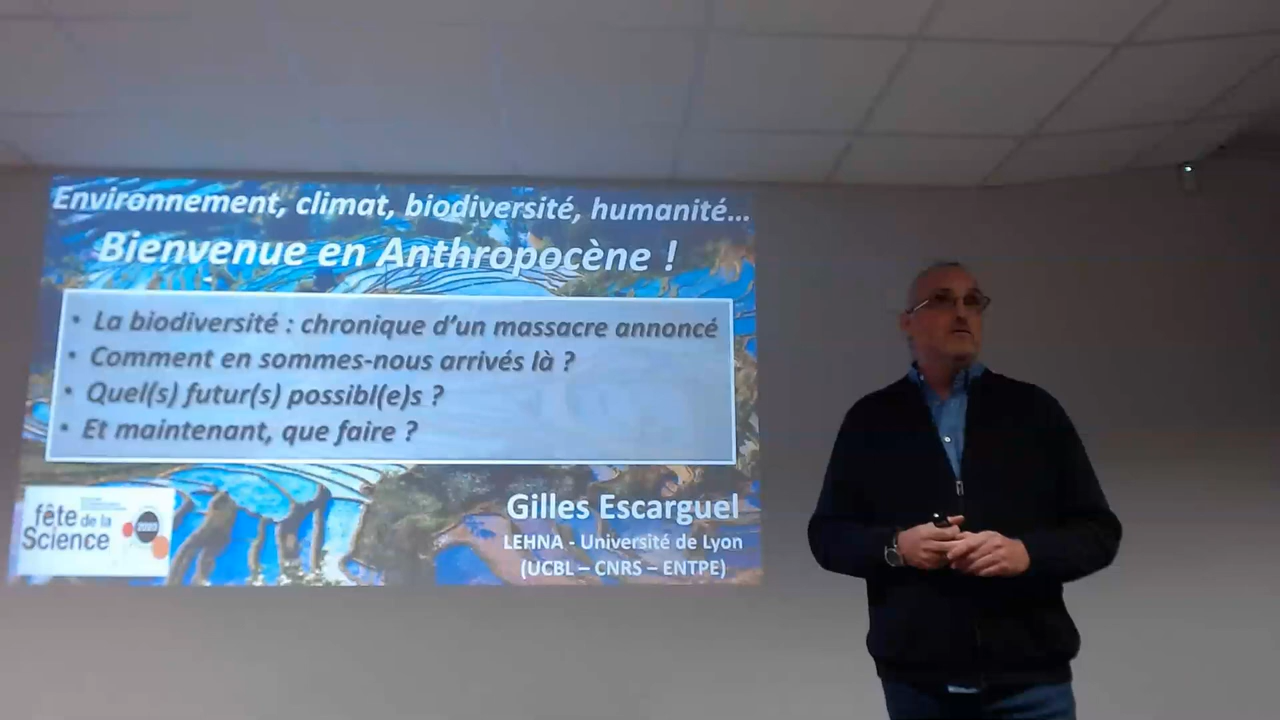 Environnement, climat, biodiversité, humanité...
Bienvenue en Anthropocène !
• La biodiversité : chronique d'un massacre annoncé
• Comment en sommes-nous arrivés là ?
• Quel(s) futur(s) possibl(e)s ?
• Et maintenant, que faire ?
Gilles Escarguel
LEHNA - Université de Lyon
(UCBL – CNRS – ENTPE)
fête de la
Science
2023